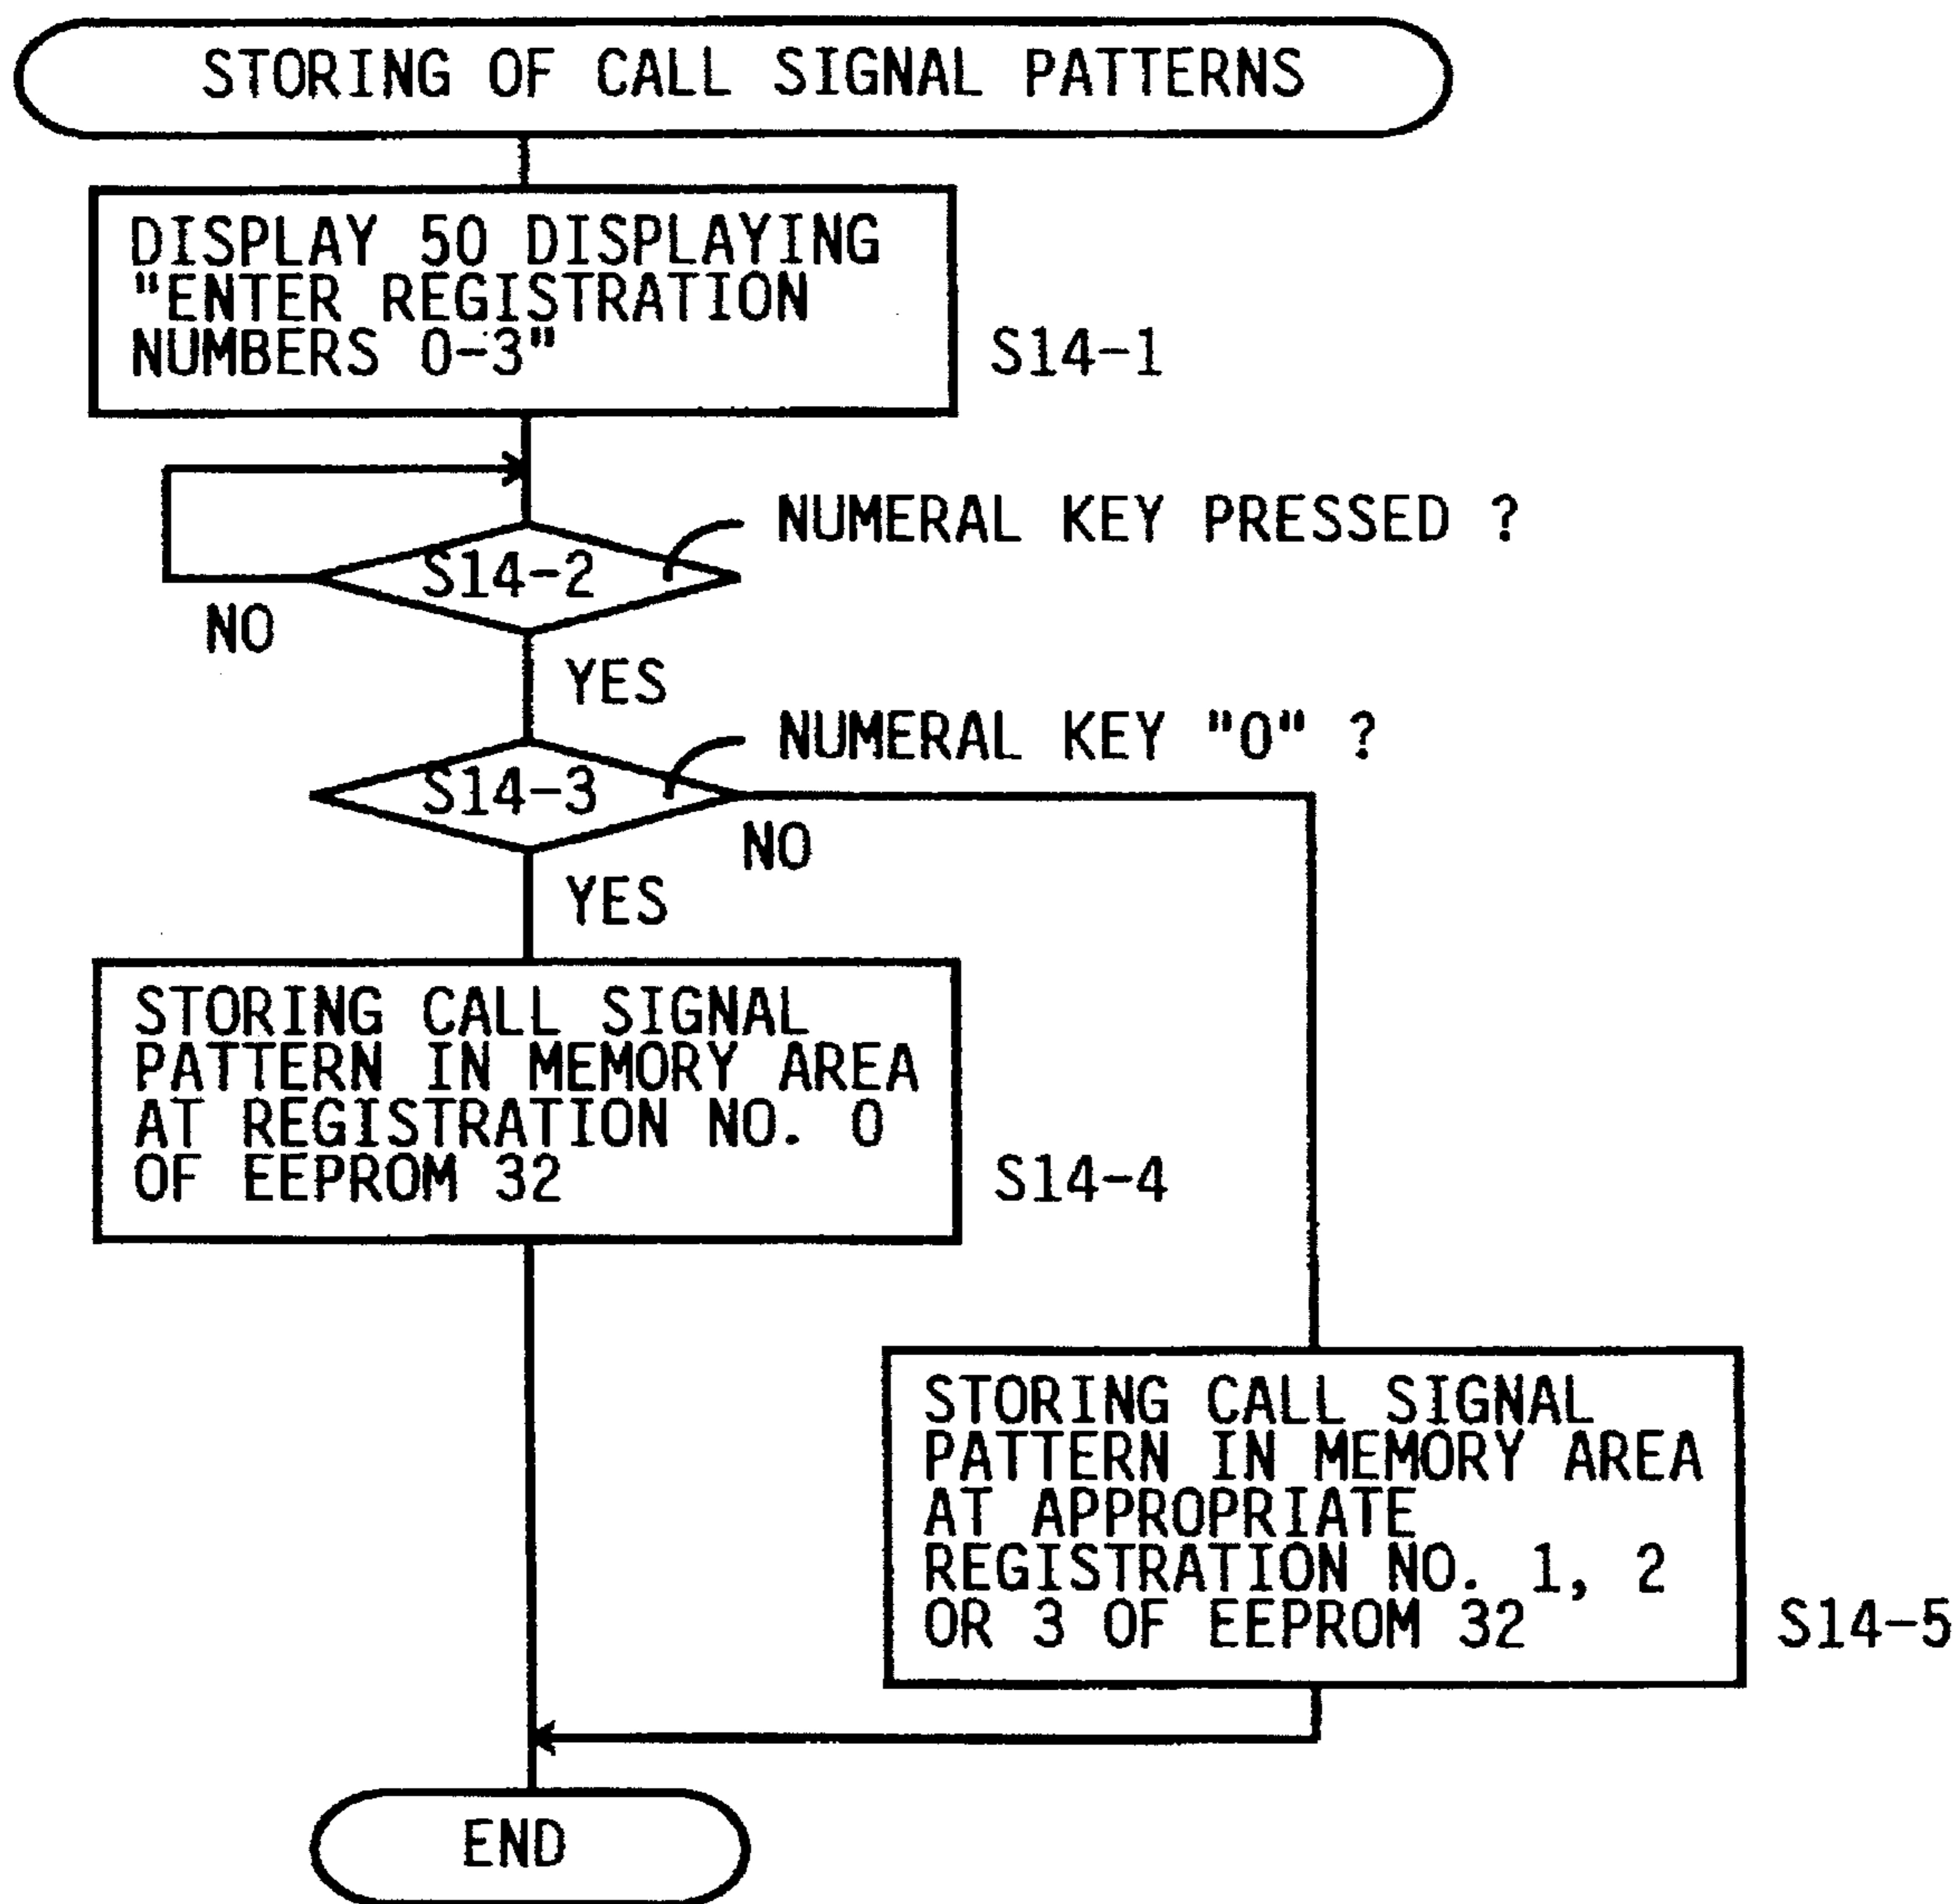 STORING OF CALL SIGNAL PATTERNS
DISPLAY 50 DISPLAYING
"ENTER REGISTRATION
NUMBERS 0-3"
S14-1
NUMERAL KEY PRESSED ?
S14-2
NO
YES
NUMERAL KEY "0" ?
S14-3
NO
YES
STORING CALL SIGNAL
PATTERN IN MEMORY AREA
AT REGISTRATION NO. 0
OF EEPROM 32
S14-4
STORING CALL SIGNAL
PATTERN IN MEMORY AREA
AT APPROPRIATE
REGISTRATION NO. 1, 2
OR 3 OF EEPROM 32
S14-5
END